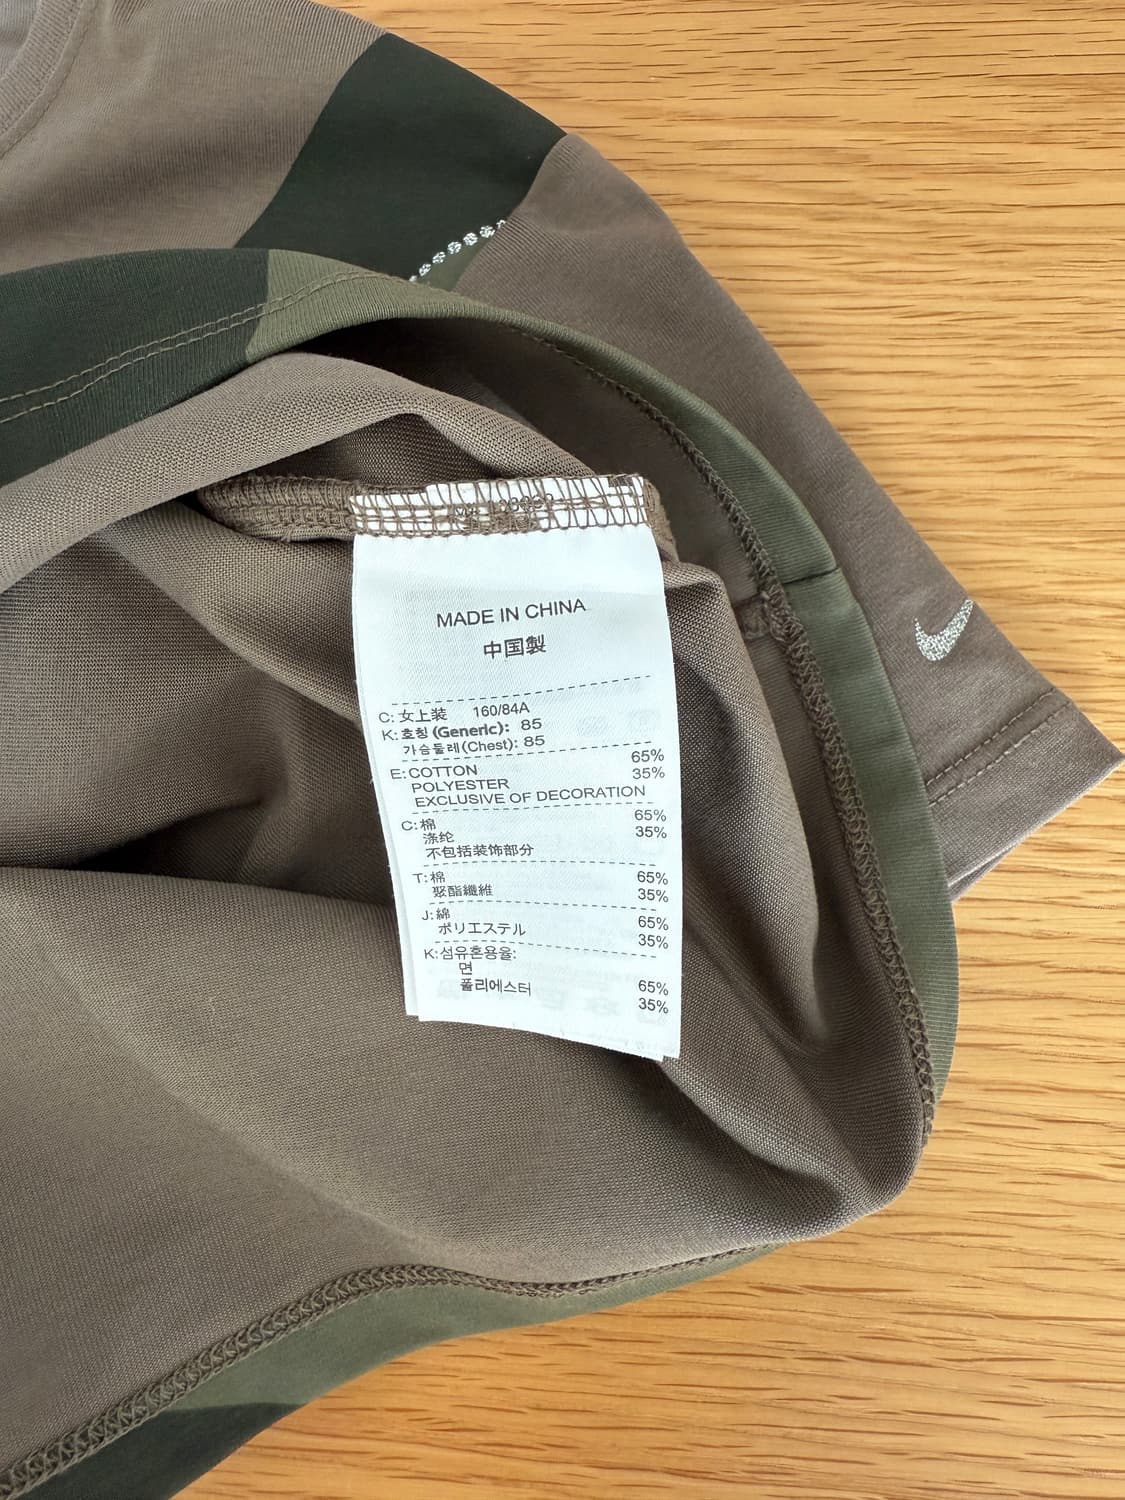 MADE IN CHINA
中国製
C: 女上装 160/84A
K: 호칭 (Generic): 85
가슴둘레(Chest): 85
E: COTTON 65%
POLYESTER 35%
EXCLUSIVE OF DECORATION
C: 棉 65%
涤纶 35%
不包括装饰部分
T: 棉 65%
聚酯纖維 35%
J: 綿 65%
ポリエステル 35%
K: 섬유혼용율:
면 65%
폴리에스터 35%